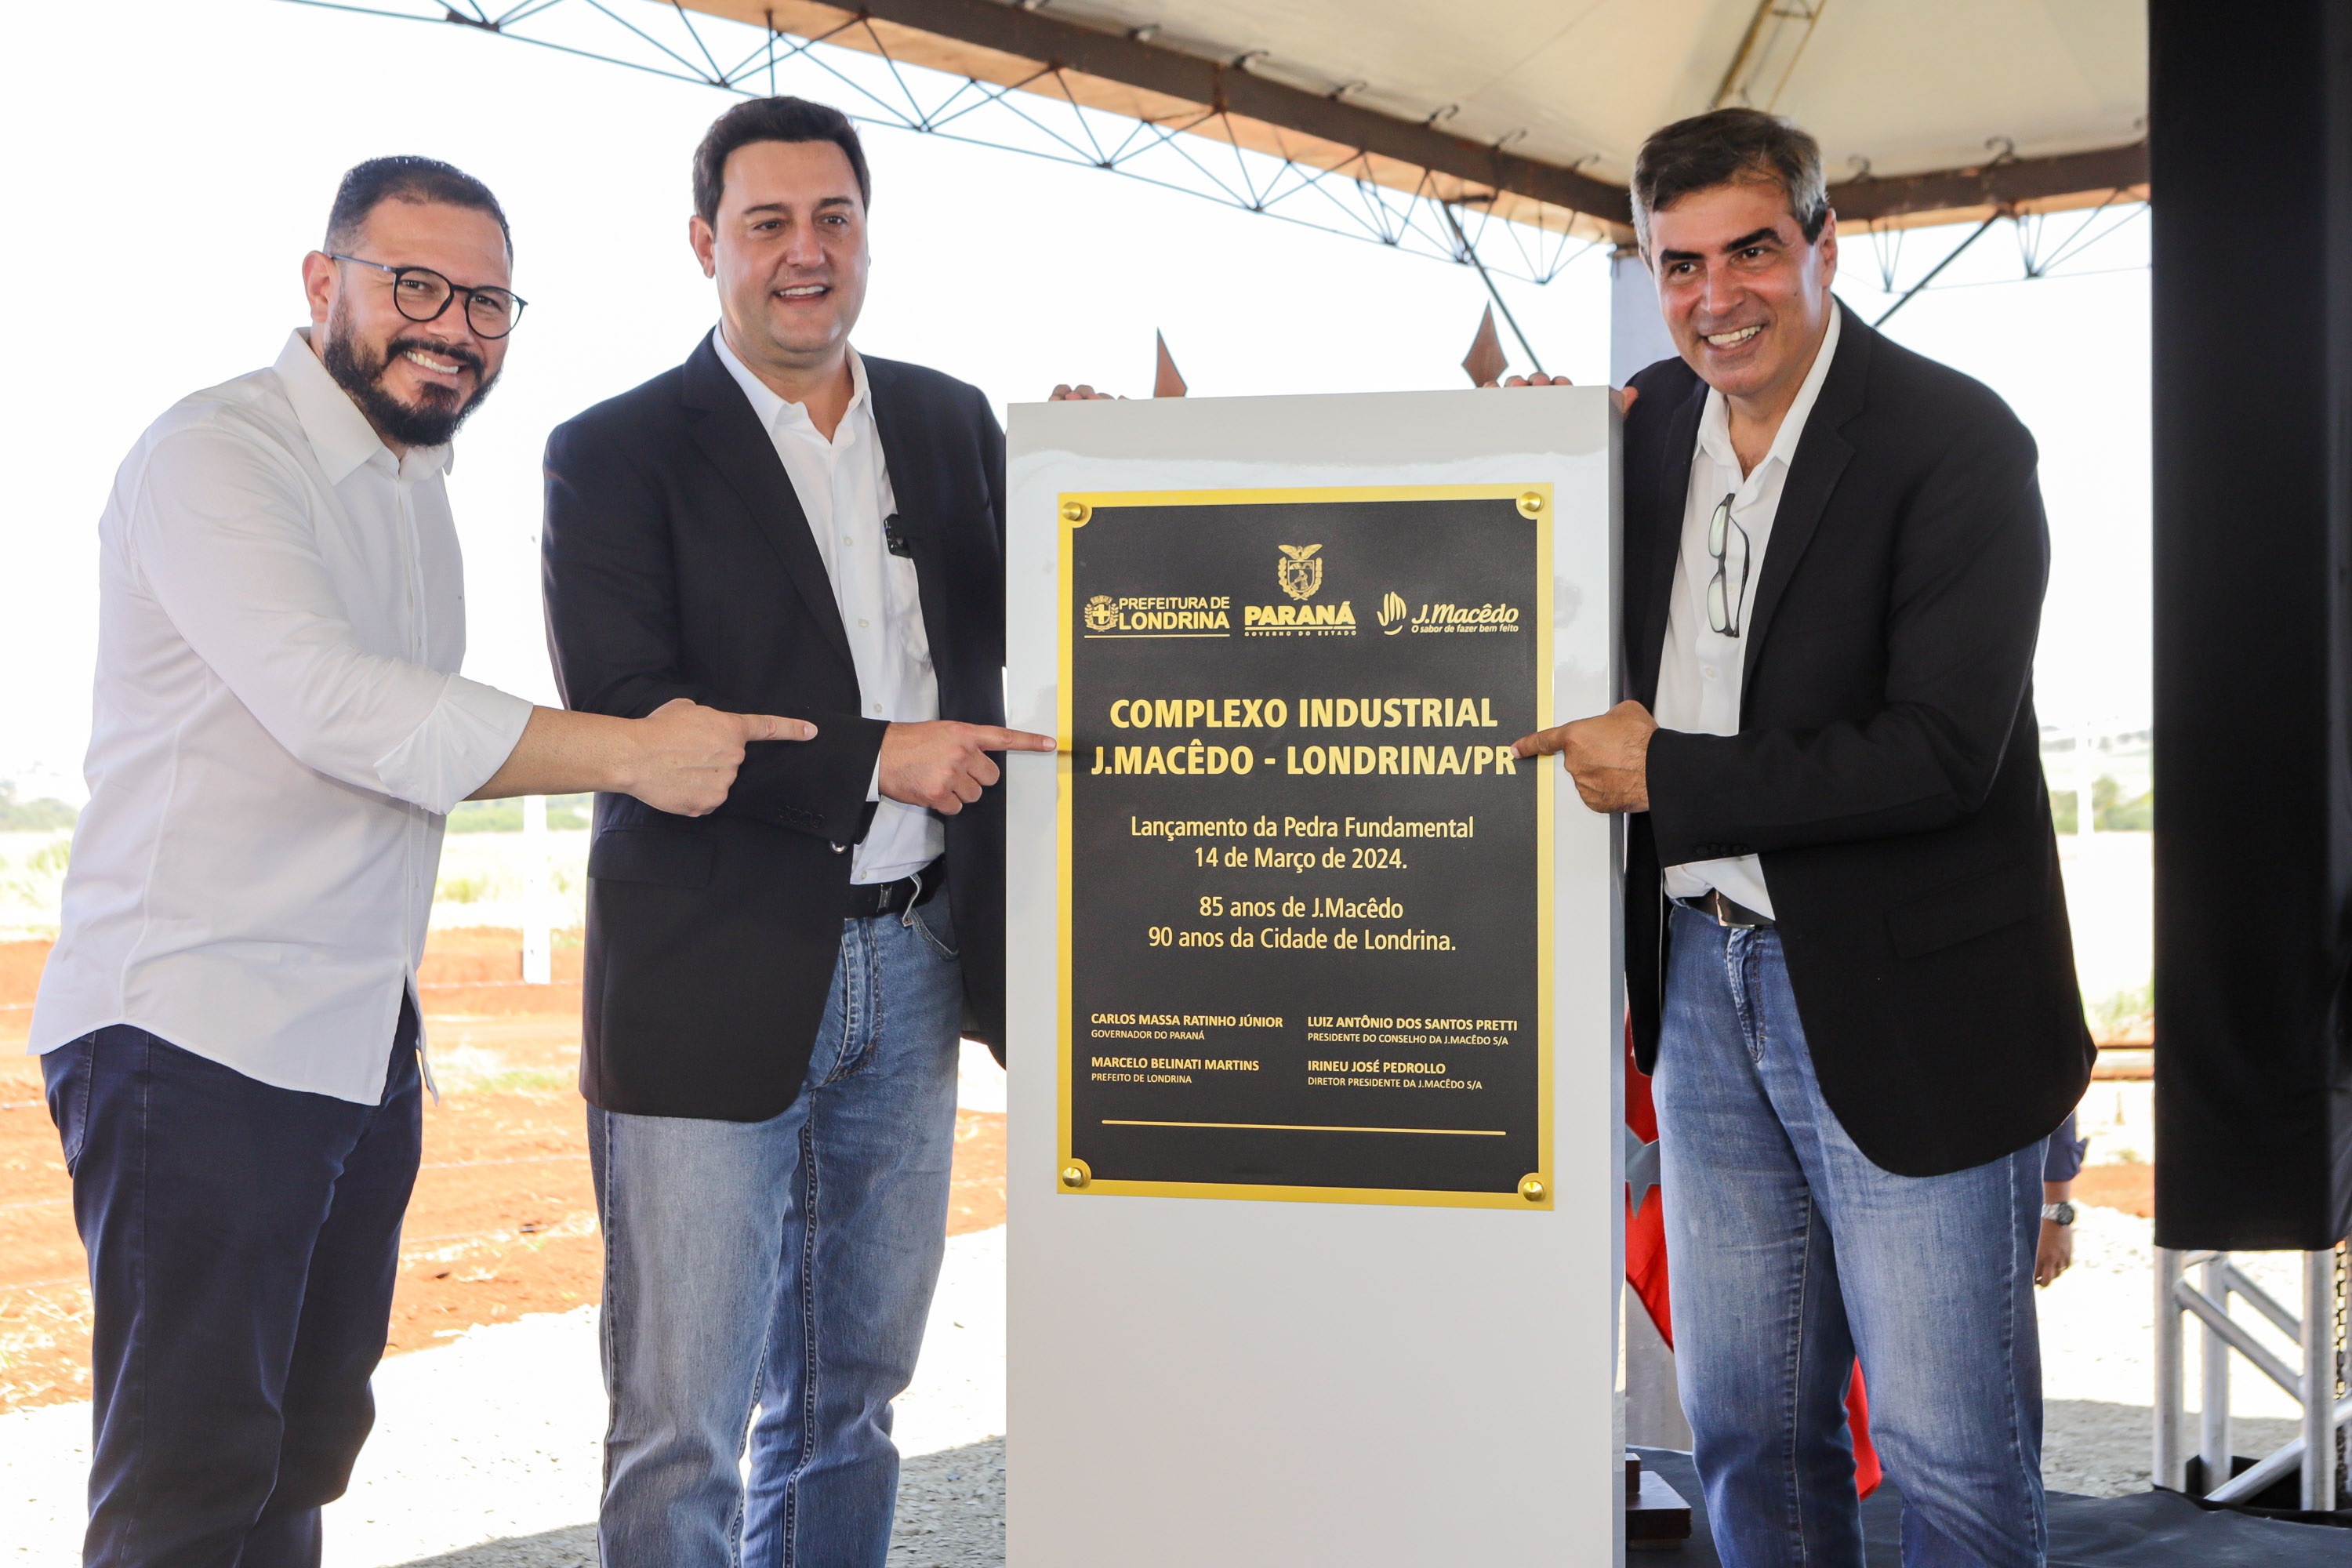 PREFEITURA DE
LONDRINA
PARANÁ
GOVERNO DO ESTADO
J.Macêdo
O sabor de fazer bem feito
COMPLEXO INDUSTRIAL
J.MACÊDO - LONDRINA/PR
Lançamento da Pedra Fundamental
14 de Março de 2024.
85 anos de J.Macêdo
90 anos da Cidade de Londrina.
CARLOS MASSA RATINHO JÚNIOR
GOVERNADOR DO PARANÁ
LUIZ ANTÔNIO DOS SANTOS PRETTI
PRESIDENTE DO CONSELHO DA J.MACÊDO S/A
MARCELO BELINATI MARTINS
PREFEITO DE LONDRINA
IRINEU JOSÉ PEDROLLO
DIRETOR PRESIDENTE DA J.MACÊDO S/A